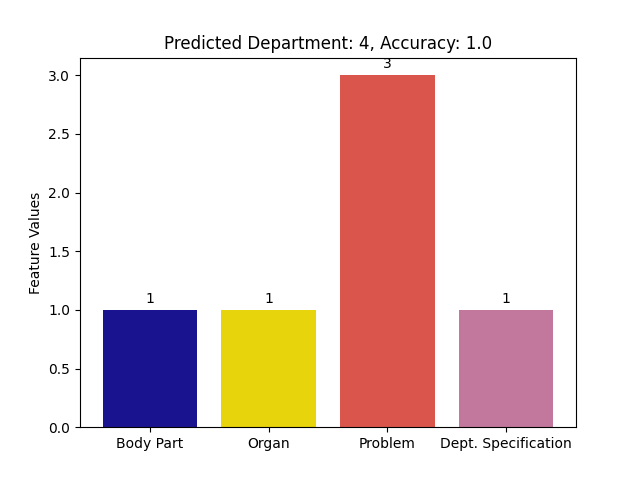 Predicted Department: 4, Accuracy: 1.0
Feature Values
3.0
2.5
2.0
1.5
1.0
0.5
0.0
1
1
3
1
Body Part
Organ
Problem
Dept. Specification